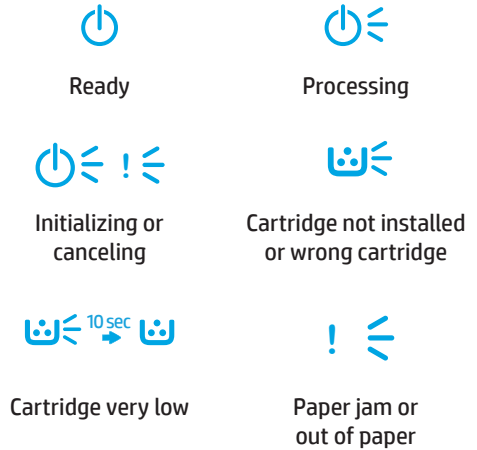 Ready
Processing
!
Initializing or
canceling
Cartridge not installed
or wrong cartridge
10 sec
Cartridge very low
!
Paper jam or
out of paper